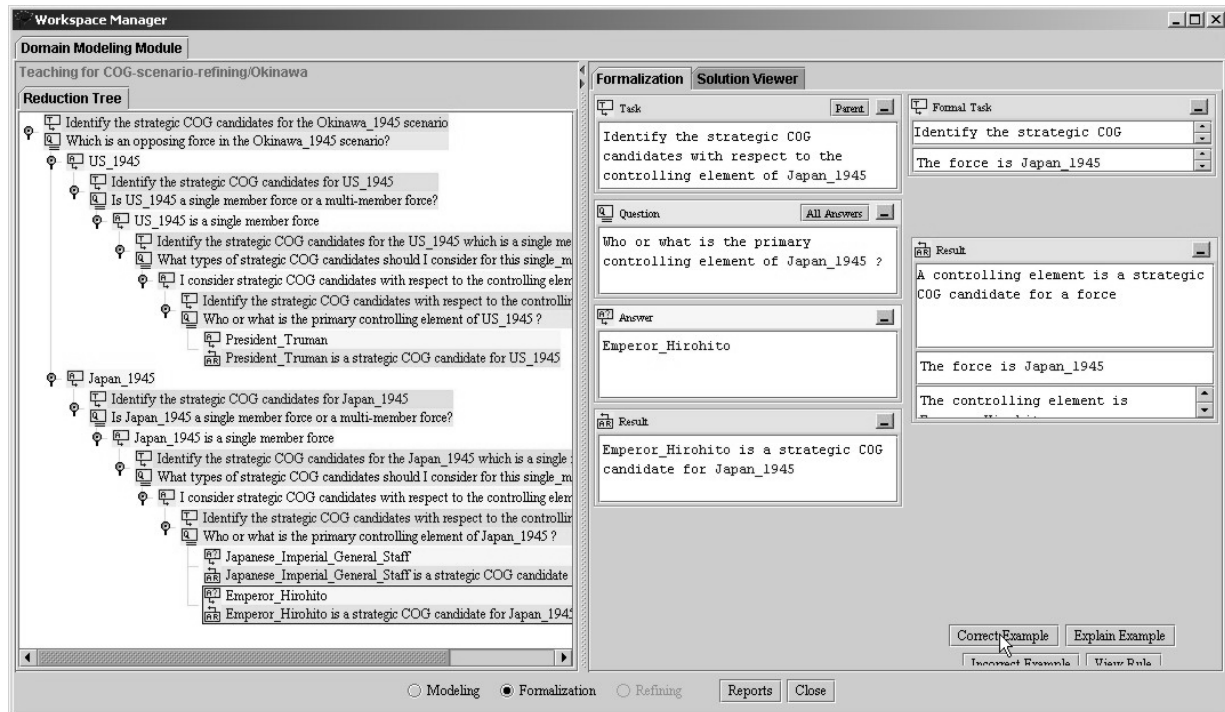 Workspace Manager
Domain Modeling Module
Teaching for COG-scenario-refining/Okinawa
Reduction Tree
Identify the strategic COG candidates for the Okinawa_1945 scenario
Which is an opposing force in the Okinawa_1945 scenario?
US_1945
Identify the strategic COG candidates for US_1945
Is US_1945 a single member force or a multi-member force?
US_1945 is a single member force
Identify the strategic COG candidates for the US_1945 which is a single me
What types of strategic COG candidates should I consider for this single_m
I consider strategic COG candidates with respect to the controlling elem
Identify the strategic COG candidates with respect to the controllin
Who or what is the primary controlling element of US_1945 ?
President_Truman
President_Truman is a strategic COG candidate for US_1945
Japan_1945
Identify the strategic COG candidates for Japan_1945
Is Japan_1945 a single member force or a multi-member force?
Japan_1945 is a single member force
Identify the strategic COG candidates for the Japan_1945 which is a single
What types of strategic COG candidates should I consider for this single_m
I consider strategic COG candidates with respect to the controlling elem
Identify the strategic COG candidates with respect to the controllin
Who or what is the primary controlling element of Japan_1945 ?
Japanese_Imperial_General_Staff
Japanese_Imperial_General_Staff is a strategic COG candidate
Emperor_Hirohito
Emperor_Hirohito is a strategic COG candidate for Japan_1945
Formalization Solution Viewer
Task Parent
Identify the strategic COG
candidates with respect to the
controlling element of Japan_1945
Question All Answers
Who or what is the primary
controlling element of Japan_1945 ?
Answer
Emperor_Hirohito
Result
Emperor_Hirohito is a strategic COG
candidate for Japan_1945
Formal Task
Identify the strategic COG
The force is Japan_1945
Result
A controlling element is a strategic
COG candidate for a force
The force is Japan_1945
The controlling element is
Correct Example Explain Example
Incorrect Example View Rule
Modeling Formalization Refining Reports Close